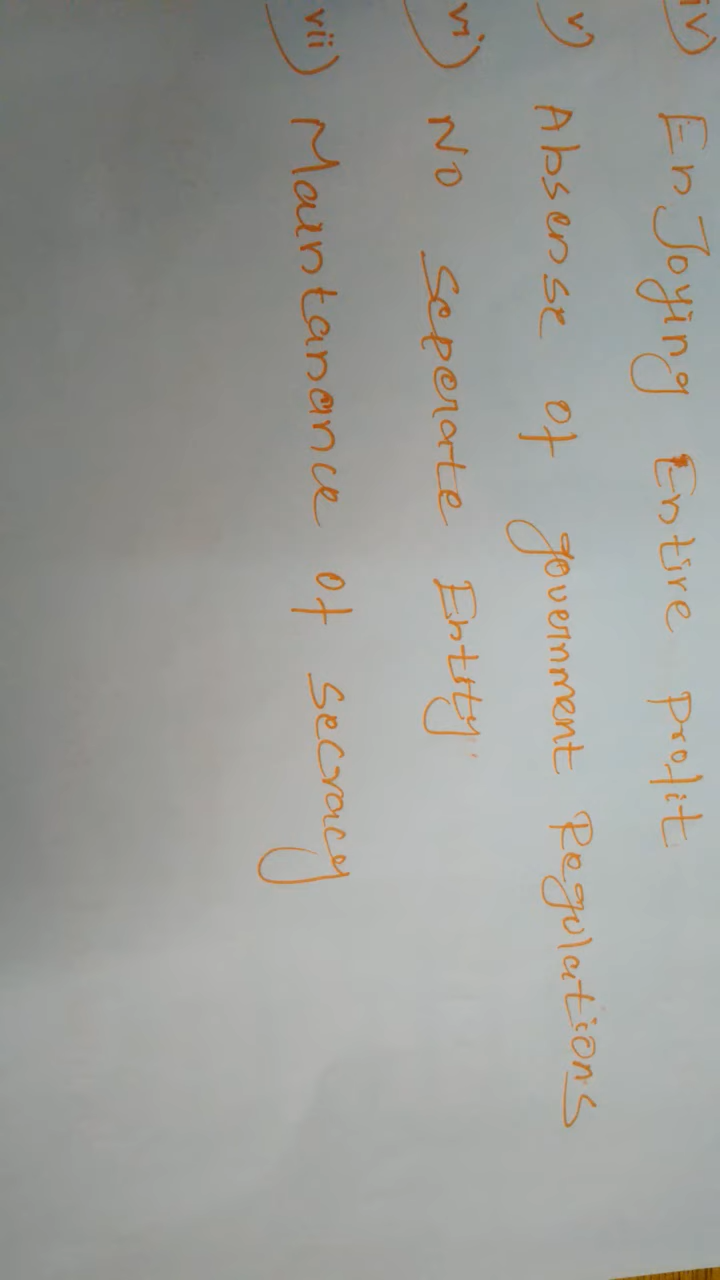 iv) EnJoying Entire profit
v) Absense of government Regulations
vi) No Seperate Entity.
vii) Maintanance of secracy